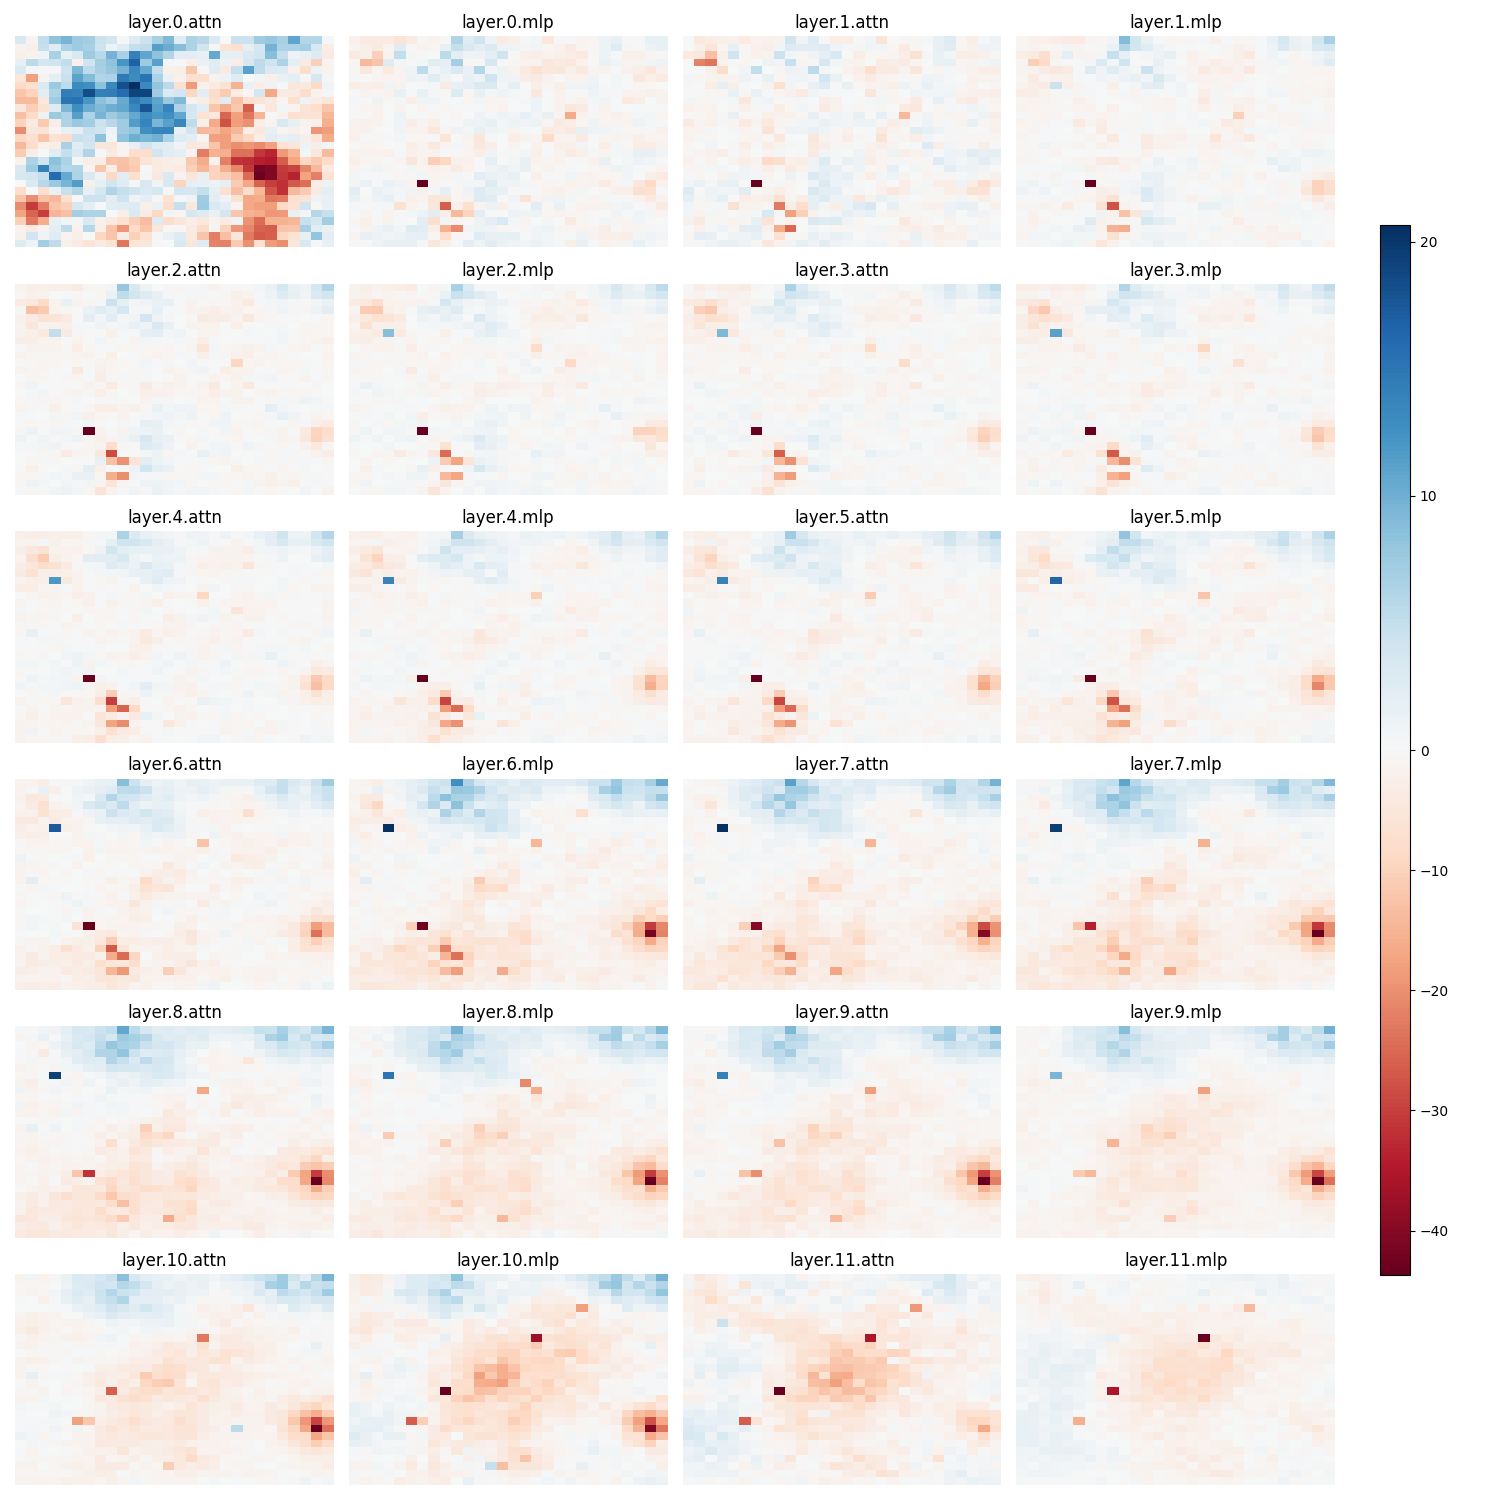 layer.0.attn layer.0.mlp layer.1.attn layer.1.mlp
layer.2.attn layer.2.mlp layer.3.attn layer.3.mlp
layer.4.attn layer.4.mlp layer.5.attn layer.5.mlp
layer.6.attn layer.6.mlp layer.7.attn layer.7.mlp
layer.8.attn layer.8.mlp layer.9.attn layer.9.mlp
layer.10.attn layer.10.mlp layer.11.attn layer.11.mlp
20
10
0
−10
−20
−30
−40